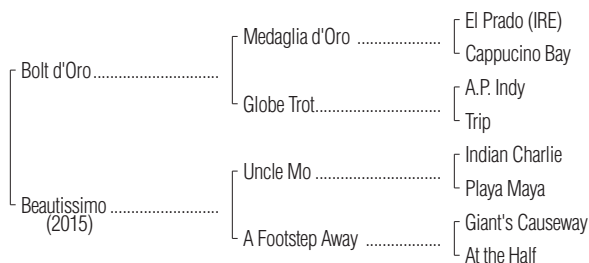 El Prado (IRE)
Medaglia d'Oro ....................
Cappucino Bay
Bolt d'Oro ..............................
A.P. Indy
Globe Trot ..............................
Trip
Indian Charlie
Uncle Mo ..............................
Playa Maya
Beautissimo ..........................
(2015)
Giant's Causeway
A Footstep Away ..................
At the Half